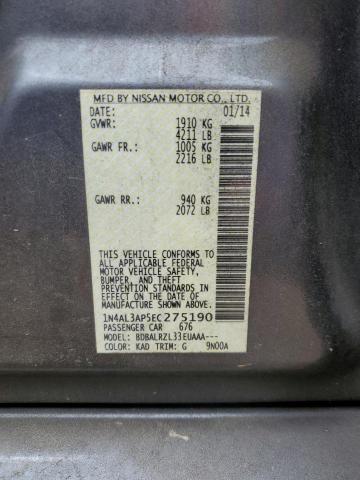 MFD BY NISSAN MOTOR CO., LTD.
DATE: 01/14
GVWR: 1910 KG
4211 LB
GAWR FR.: 1005 KG
2216 LB
GAWR RR.: 940 KG
2072 LB
THIS VEHICLE CONFORMS TO
ALL APPLICABLE FEDERAL
MOTOR VEHICLE SAFETY,
BUMPER, AND THEFT
PREVENTION STANDARDS
IN EFFECT ON THE DATE
OF MANUFACTURE SHOWN
ABOVE.
1N4AL3AP5EC275190
PASSENGER CAR 676
MODEL: BDBALRZL33EUAAA---
COLOR: KAD TRIM: G 9N00A